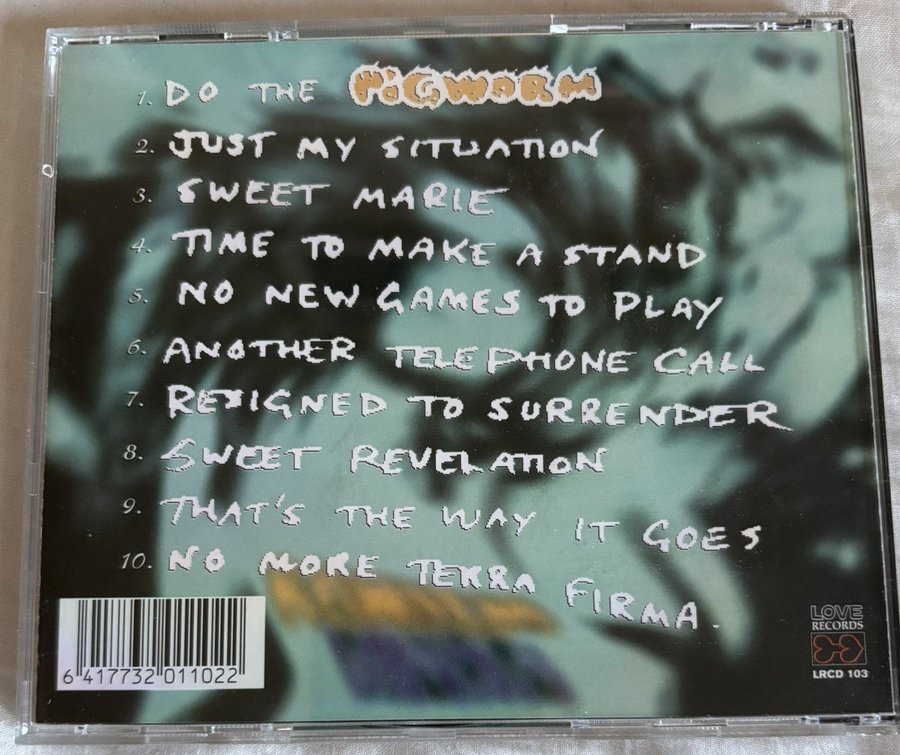 1. DO THE PiGWORM
2. JUST MY SITUATION
3. SWEET MARIE
4. TIME TO MAKE A STAND
5. NO NEW GAMES TO PLAY
6. ANOTHER TELEPHONE CALL
7. RESIGNED TO SURRENDER
8. SWEET REVELATION
9. THAT'S THE WAY IT GOES
10. NO MORE TERRA FIRMA.
6 417732 011022
LOVE
RECORDS
LRCD 103